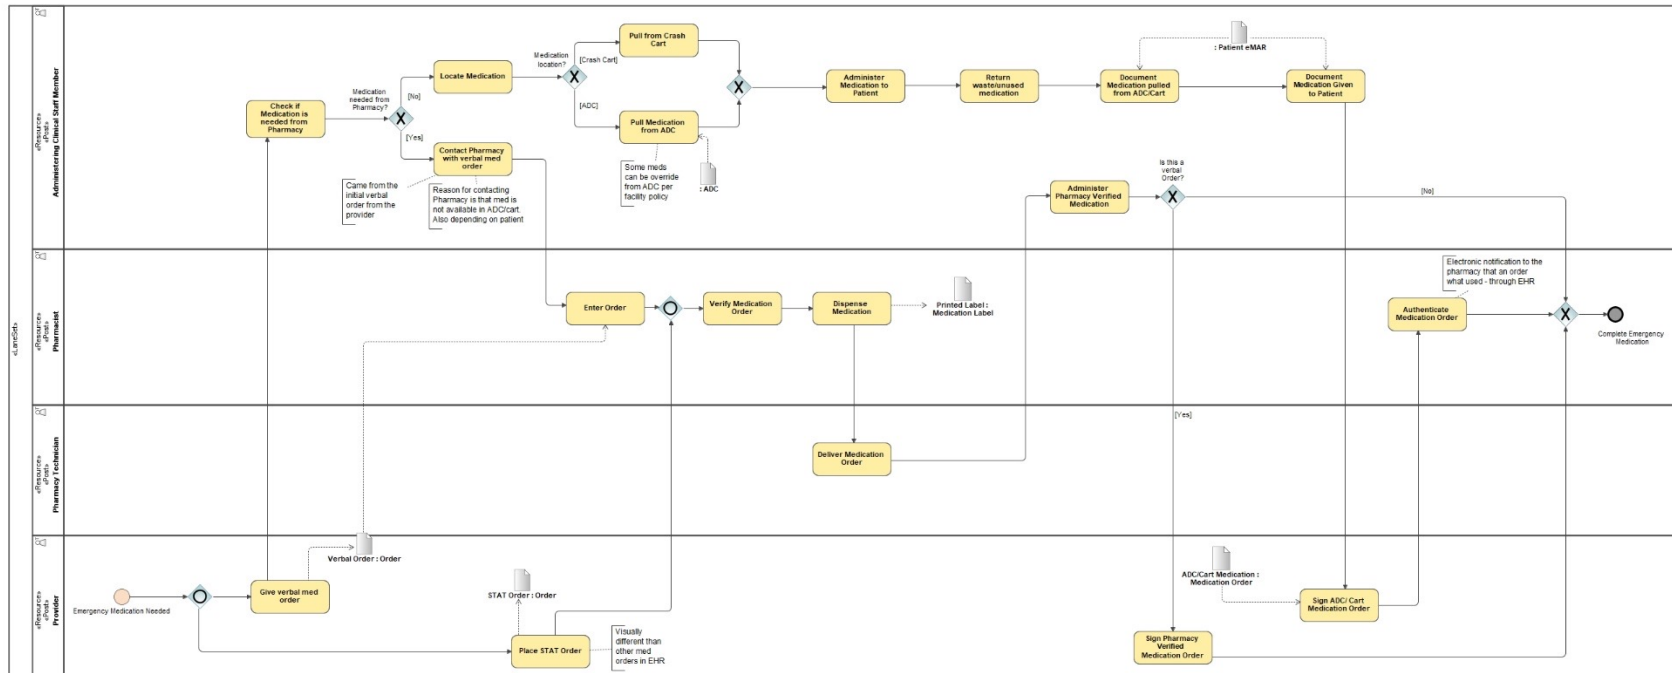 «LaneSet»
«Resource»
«Post»
Administering Clinical Staff Member
Check if
Medication is
needed from
Pharmacy
Medication
needed from
Pharmacy?
[No]
[Yes]
Locate Medication
Contact Pharmacy
with verbal med
order
Came from the
initial verbal
order from the
provider
Reason for contacting
Pharmacy is that med is
not available in ADC/cart.
Also depending on patient
Medication
location?
[Crash Cart]
[ADC]
Pull from Crash
Cart
Pull Medication
from ADC
Some meds
can be override
from ADC per
facility policy
: ADC
Administer
Medication to
Patient
Return
waste/unused
medication
Document
Medication pulled
from ADC/Cart
: Patient eMAR
Document
Medication Given
to Patient
Administer
Pharmacy Verified
Medication
Is this a
verbal
Order?
[No]
«Resource»
«Post»
Pharmacist
Enter Order
Verify Medication
Order
Dispense
Medication
Printed Label :
Medication Label
Electronic notification to the
pharmacy that an order
what used - through EHR
Authenticate
Medication Order
Complete Emergency
Medication
«Resource»
«Post»
Pharmacy Technician
Deliver Medication
Order
[Yes]
«Resource»
«Post»
Provider
Emergency Medication Needed
Give verbal med
order
Verbal Order : Order
STAT Order : Order
Place STAT Order
Visually
different than
other med
orders in EHR
Sign Pharmacy
Verified
Medication Order
ADC/Cart Medication :
Medication Order
Sign ADC/ Cart
Medication Order